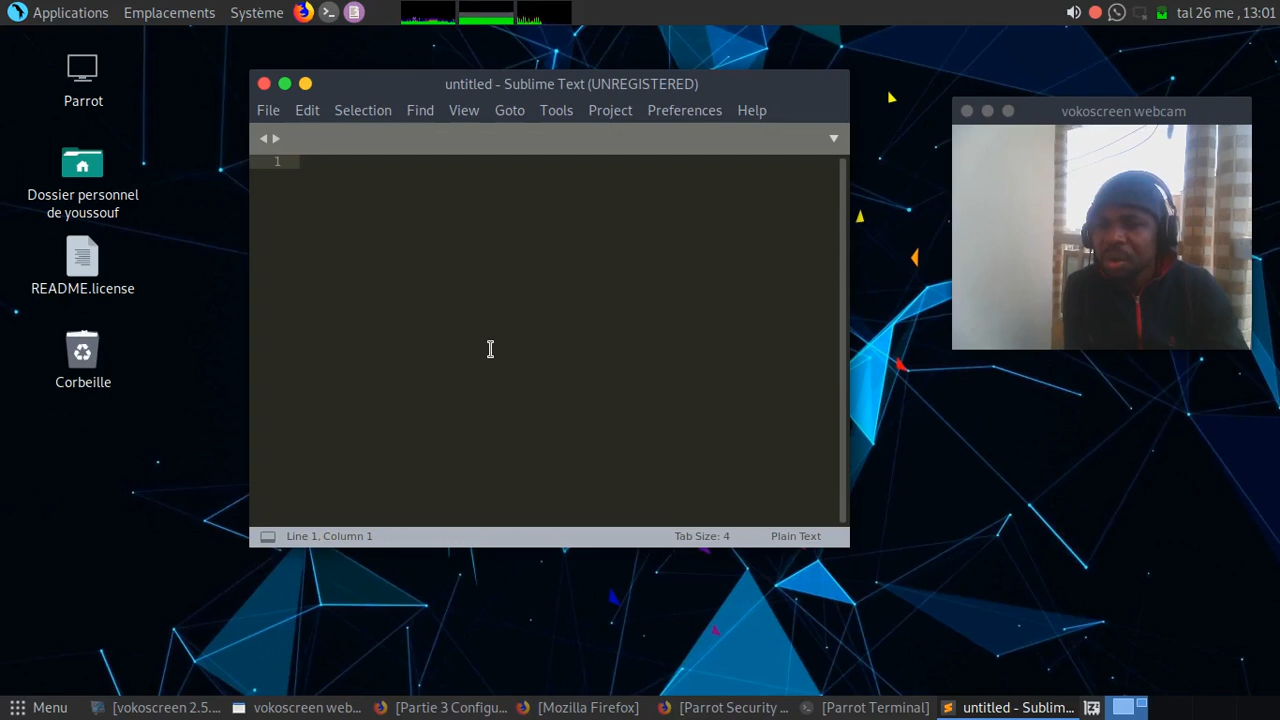 Applications Emplacements Système tal 26 me , 13:01
Parrot
Dossier personnel
de youssouf
README.license
Corbeille
untitled - Sublime Text (UNREGISTERED)
File Edit Selection Find View Goto Tools Project Preferences Help
1
Line 1, Column 1 Tab Size: 4 Plain Text
vokoscreen webcam
Menu [vokoscreen 2.5.... vokoscreen web... [Partie 3 Configu... [Mozilla Firefox] [Parrot Security ... [Parrot Terminal] untitled - Sublim...